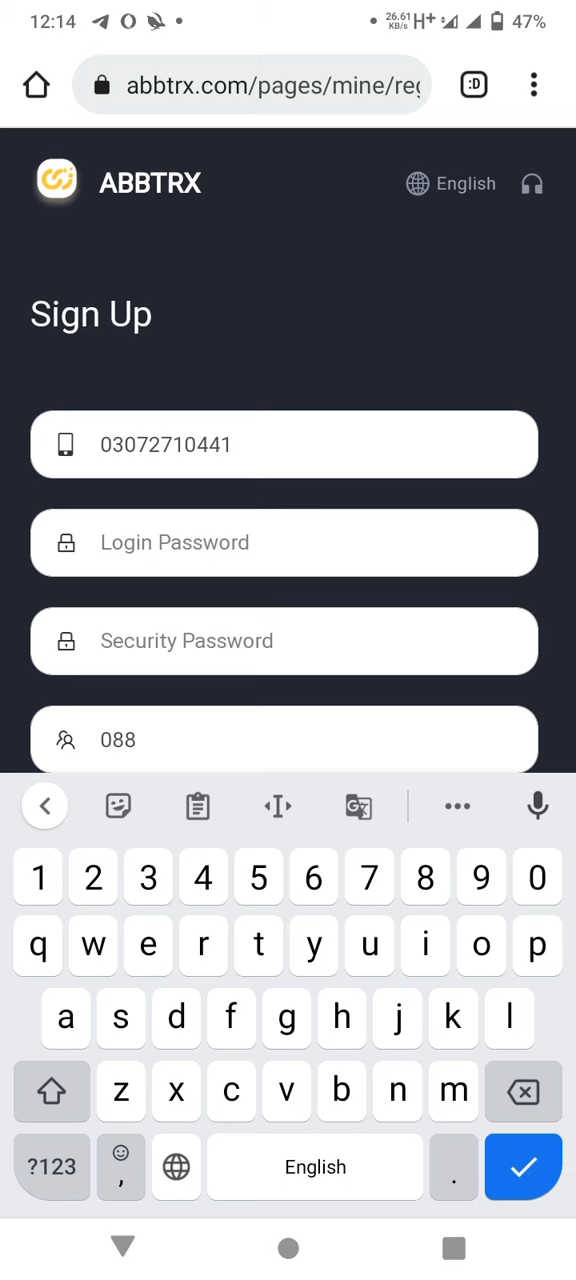 12:14 26.61 KB/s H+ 47%
abbtrx.com/pages/mine/reg
:D
ABBTRX English
Sign Up
03072710441
Login Password
Security Password
088
1 2 3 4 5 6 7 8 9 0
q w e r t y u i o p
a s d f g h j k l
z x c v b n m
?123 , English .